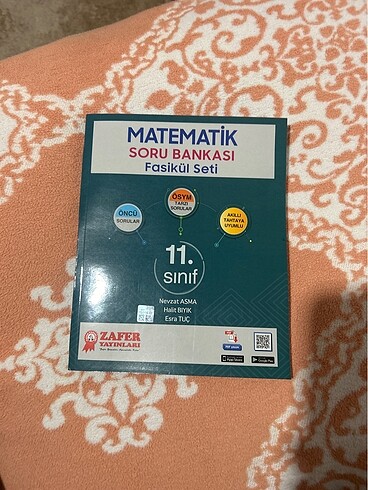 MATEMATİK
SORU BANKASI
Fasikül Seti
ÖNCÜ
SORULAR
ÖSYM
TARZI
SORULAR
AKILLI
TAHTAYA
UYUMLU
11.
sınıf
Nevzat ASMA
Halit BIYIK
Esra TUÇ
ZAFER
YAYINLARI